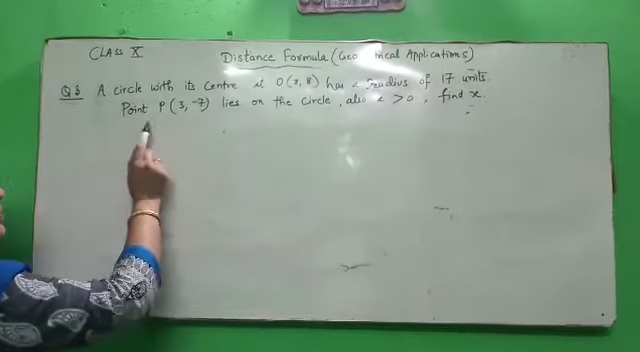 CLASS X
Distance Formula (Geometrical Applications)
Q3 A circle with its centre at O(x, 8) has a radius of 17 units.
Point P(3, -7) lies on the circle, also x > 0, find x.